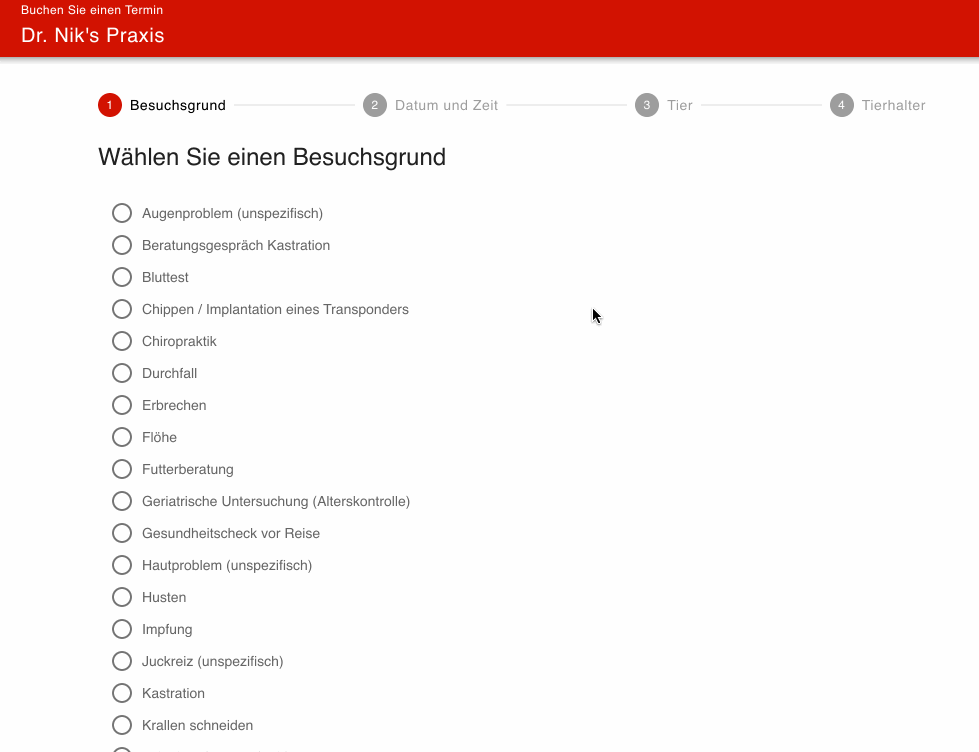 Buchen Sie einen Termin
Dr. Nik's Praxis
1 Besuchsgrund 2 Datum und Zeit 3 Tier 4 Tierhalter
Wählen Sie einen Besuchsgrund
Augenproblem (unspezifisch)
Beratungsgespräch Kastration
Bluttest
Chippen / Implantation eines Transponders
Chiropraktik
Durchfall
Erbrechen
Flöhe
Futterberatung
Geriatrische Untersuchung (Alterskontrolle)
Gesundheitscheck vor Reise
Hautproblem (unspezifisch)
Husten
Impfung
Juckreiz (unspezifisch)
Kastration
Krallen schneiden